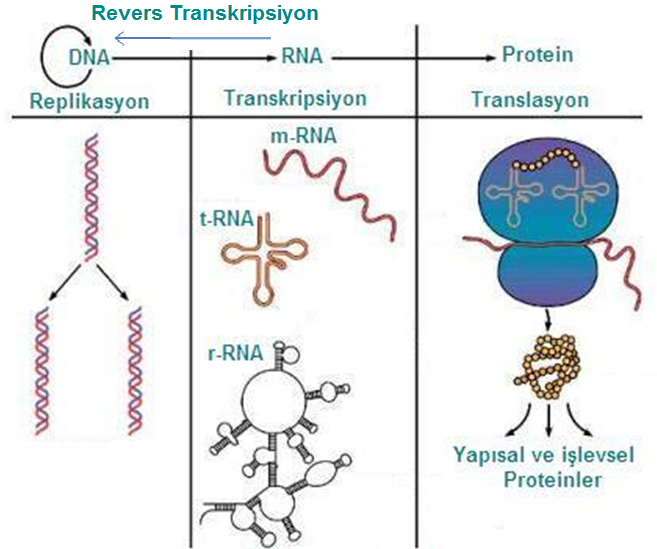 Revers Transkripsiyon
DNA
RNA
Protein
Replikasyon
Transkripsiyon
Translasyon
m-RNA
t-RNA
r-RNA
Yapısal ve işlevsel
Proteinler